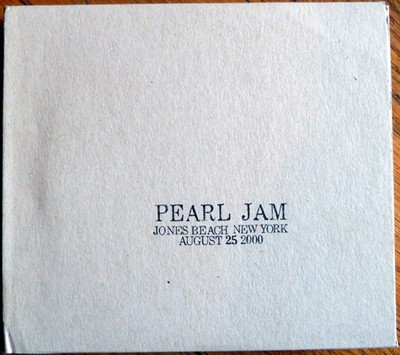 PEARL JAM
JONES BEACH NEW YORK
AUGUST 25 2000